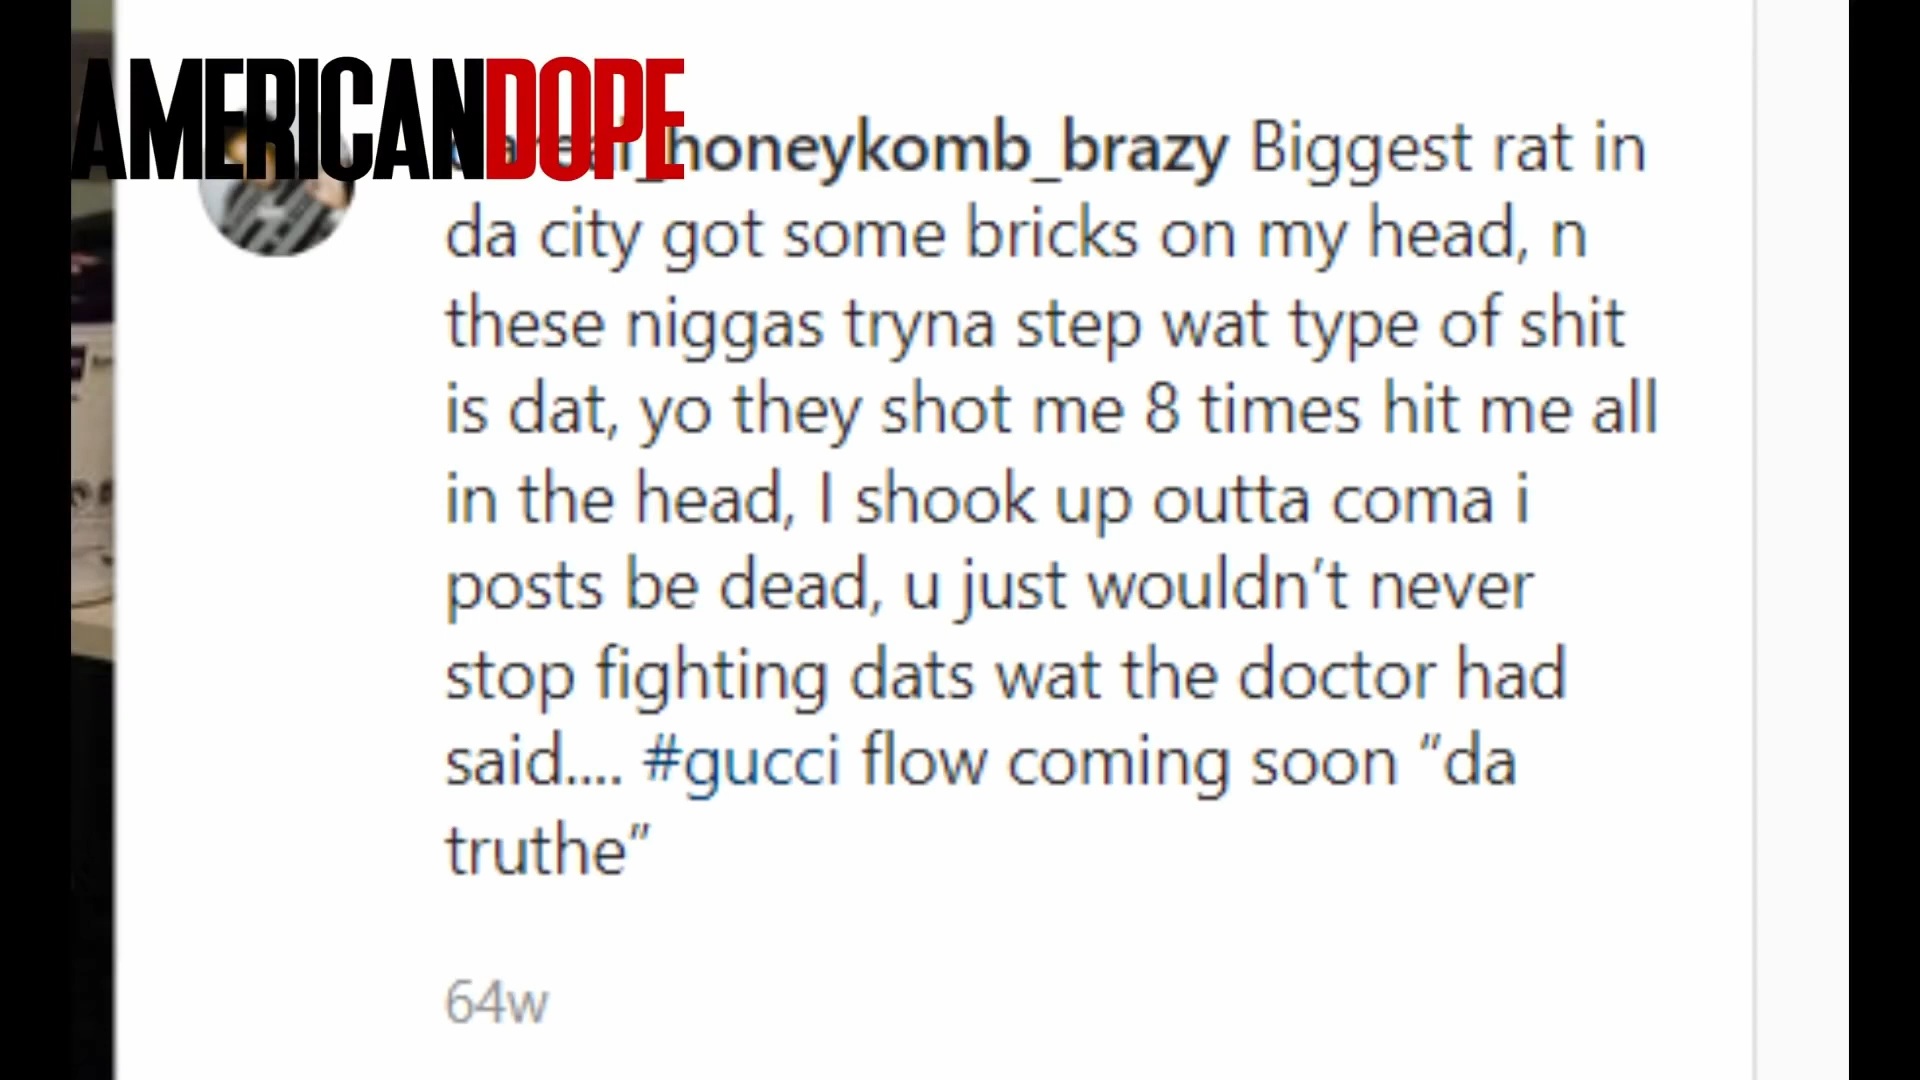 AMERICANDOPE
_honeykomb_brazy Biggest rat in
da city got some bricks on my head, n
these niggas tryna step wat type of shit
is dat, yo they shot me 8 times hit me all
in the head, I shook up outta coma i
posts be dead, u just wouldn’t never
stop fighting dats wat the doctor had
said.... #gucci flow coming soon “da
truthe”
64w